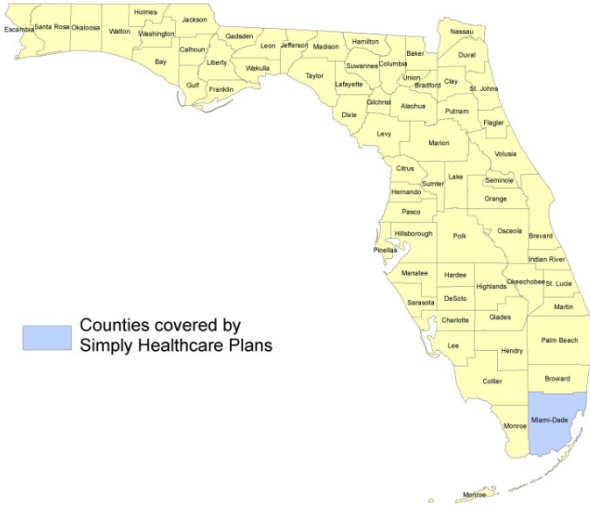 Holmes
Jackson
Escambia
Santa Rosa
Okaloosa
Walton
Washington
Bay
Calhoun
Gulf
Gadsden
Liberty
Franklin
Leon
Wakulla
Jefferson
Madison
Taylor
Hamilton
Suwannee
Lafayette
Dixie
Columbia
Gilchrist
Levy
Baker
Union
Bradford
Alachua
Nassau
Duval
Clay
St. Johns
Putnam
Flagler
Marion
Volusia
Citrus
Sumter
Lake
Seminole
Hernando
Orange
Pasco
Hillsborough
Pinellas
Polk
Osceola
Brevard
Indian River
Manatee
Hardee
Highlands
Okeechobee
St. Lucie
Sarasota
DeSoto
Martin
Charlotte
Glades
Lee
Hendry
Palm Beach
Collier
Broward
Monroe
Miami-Dade
Monroe
Counties covered by
Simply Healthcare Plans